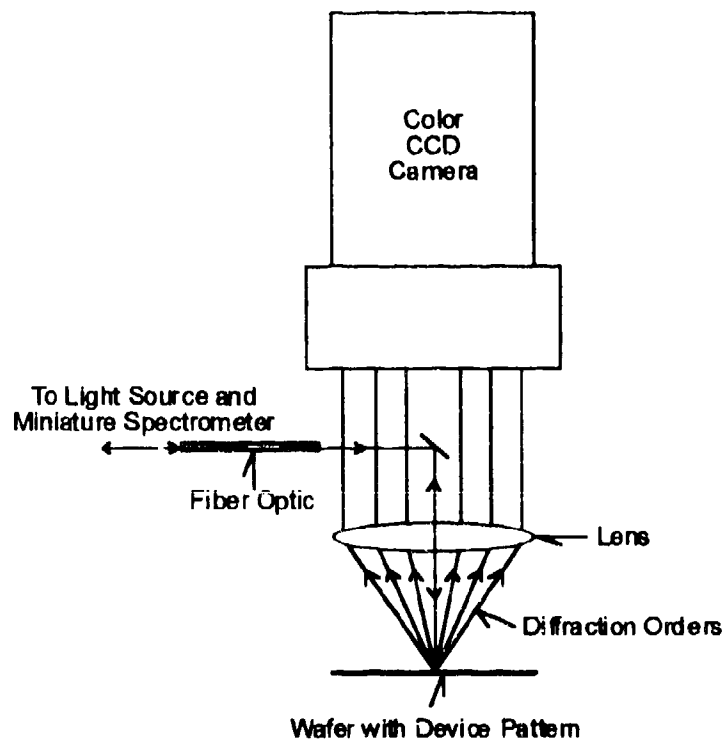 Color
CCD
Camera
To Light Source and
Miniature Spectrometer
Fiber Optic
Lens
Diffraction Orders
Wafer with Device Pattern